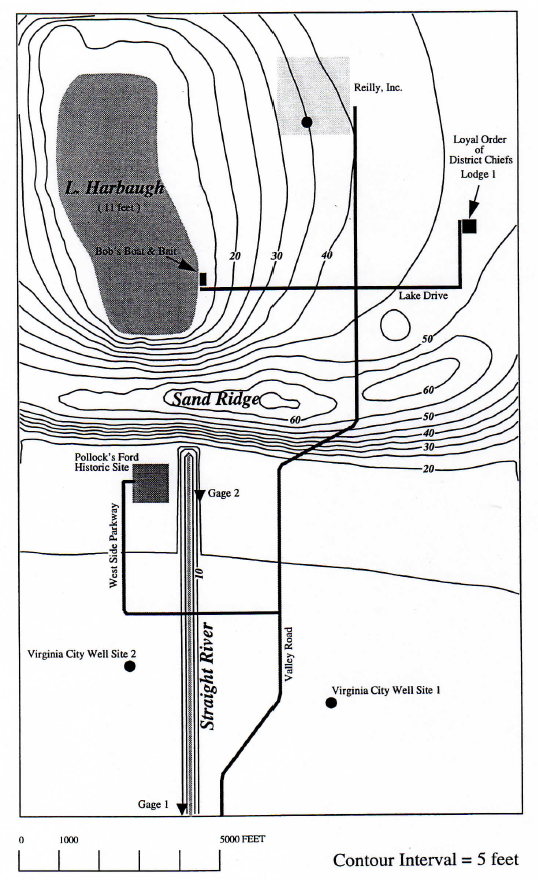 Reilly, Inc.
Loyal Order
of
District Chiefs
Lodge 1
L. Harbaugh
( 11 feet )
Bob's Boat & Bait
20
30
40
Lake Drive
50
60
Sand Ridge
60
50
40
30
20
Pollock's Ford
Historic Site
Gage 2
West Side Parkway
10
Straight River
Valley Road
Virginia City Well Site 2
Virginia City Well Site 1
Gage 1
0 1000 5000 FEET
Contour Interval = 5 feet